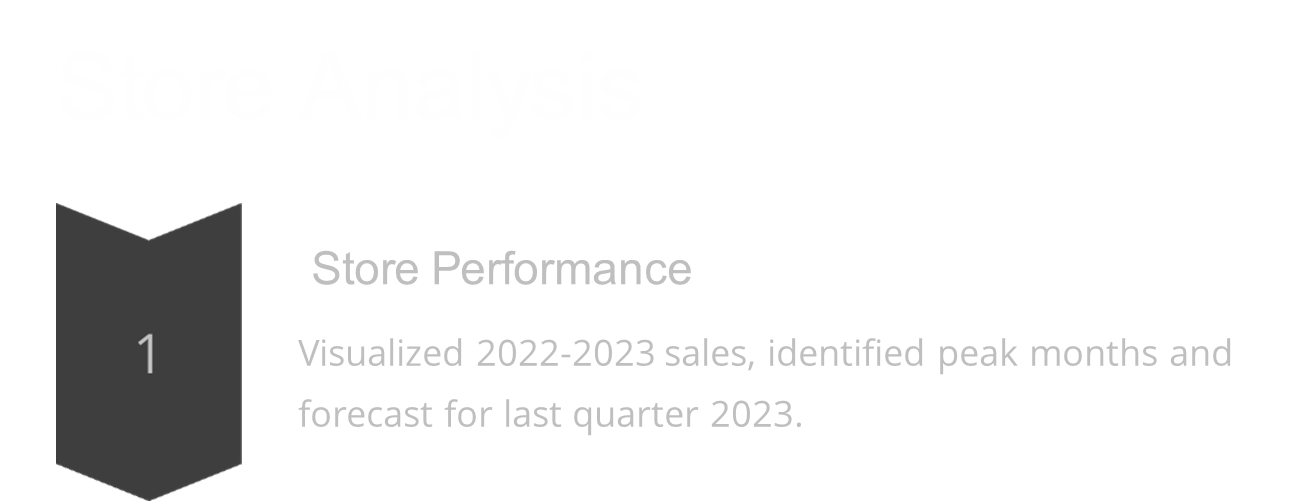 Store Analysis
1
Store Performance
Visualized 2022-2023 sales, identified peak months and
forecast for last quarter 2023.